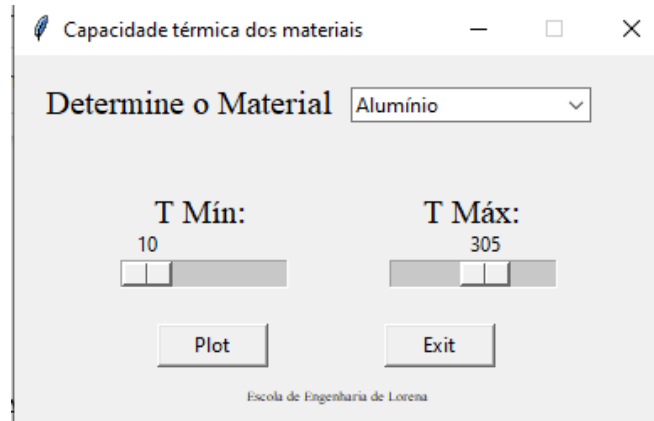 Capacidade térmica dos materiais
Determine o Material Alumínio
T Mín: T Máx:
10 305
Plot Exit
Escola de Engenharia de Lorena